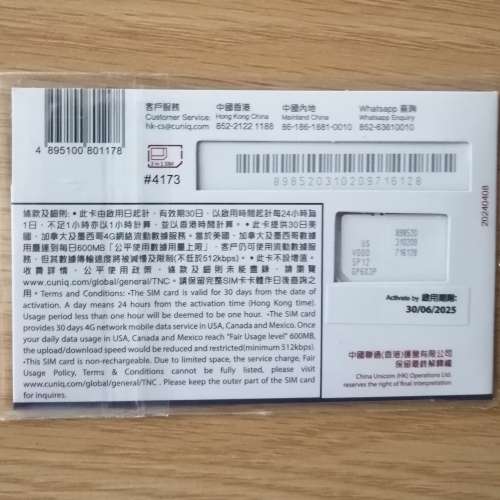 客戶服務
Customer Service:
hk-cs@cuniq.com
中國香港
Hong Kong China
852-2122 1188
中國內地
Mainland China
86-186-1681-0010
Whatsapp 查詢
Whatsapp Enquiry
852-63610010
4 895100 801178
3 in 1 SIM
#4173
8985203102097 16128
20240408
條款及細則: •此卡由啟用日起計，有效期30日，以啟用時間起計每24小時為
1日，不足1小時亦以1小時計算，並以香港時間計算。•此卡提供30日美
國、加拿大及墨西哥4G網絡流動數據服務。當於美國、加拿大及墨西哥數據
用量達到每日600MB「公平使用數據用量上限」，客戶仍可使用流動數據服
務，但其數據傳輸速度將被減慢及限制(不低於512kbps)。•此卡不設增值。
收費詳情，公平使用政策，條款及細則未能盡錄，請瀏覽
www.cuniq.com/global/general/TNC。請保留完整SIM卡卡體作日後查詢之
用。• Terms and Conditions: -The SIM card is valid for 30 days from the date of
activation. A day means 24 hours from the activation time (Hong Kong time).
Usage period less than one hour will be deemed to be one hour. -The SIM card
provides 30 days 4G network mobile data service in USA, Canada and Mexico. Once
your daily data usage in USA, Canada and Mexico reach "Fair Usage level" 600MB,
the upload/download speed would be reduced and restricted(minimum 512kbps).
-This SIM card is non-rechargeable. Due to limited space, the service charge, Fair
Usage Policy, & Terms & Conditions cannot be fully listed, please visit
www.cuniq.com/global/general/TNC . Please keep the outer part of the SIM card
for inquires.
898520
US 310209
VGOD 716128
GP12
GP6X3P
Activate by 啟用期限:
30/06/2025
中國聯通(香港)運營有限公司
保留最終解釋權
China Unicom (HK) Operations Ltd.
reserves the right of final interpretation